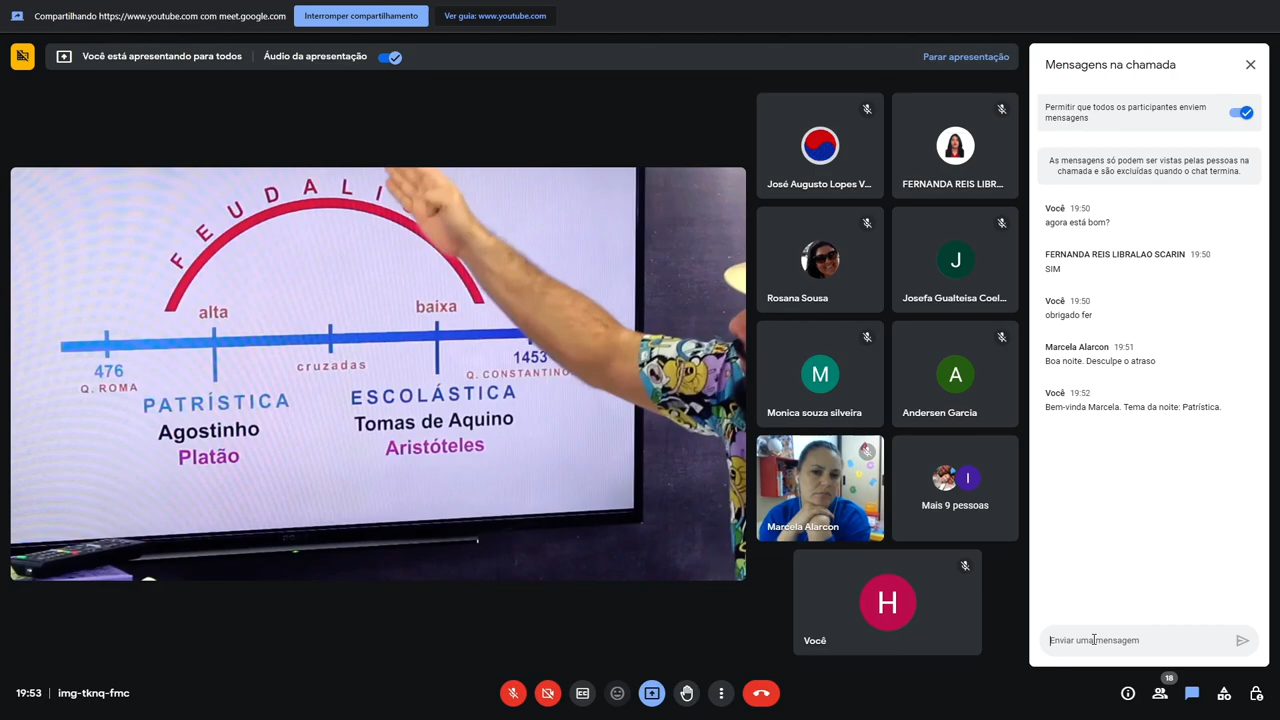 Compartilhando https://www.youtube.com com meet.google.com
Interromper compartilhamento
Ver guia: www.youtube.com
Você está apresentando para todos
Áudio da apresentação
Parar apresentação
FEUDALI
alta
baixa
476
Q. ROMA
cruzadas
1453
Q. CONSTANTINO
PATRÍSTICA
Agostinho
Platão
ESCOLÁSTICA
Tomas de Aquino
Aristóteles
José Augusto Lopes V...
FERNANDA REIS LIBR...
Rosana Sousa
J
Josefa Gualteisa Coel...
M
Monica souza silveira
A
Andersen Garcia
Marcela Alarcon
I
Mais 9 pessoas
H
Você
Mensagens na chamada
Permitir que todos os participantes enviem
mensagens
As mensagens só podem ser vistas pelas pessoas na
chamada e são excluídas quando o chat termina.
Você 19:50
agora está bom?
FERNANDA REIS LIBRALAO SCARIN 19:50
SIM
Você 19:50
obrigado fer
Marcela Alarcon 19:51
Boa noite. Desculpe o atraso
Você 19:52
Bem-vinda Marcela. Tema da noite: Patrística.
Enviar uma mensagem
19:53
img-tknq-fmc
18